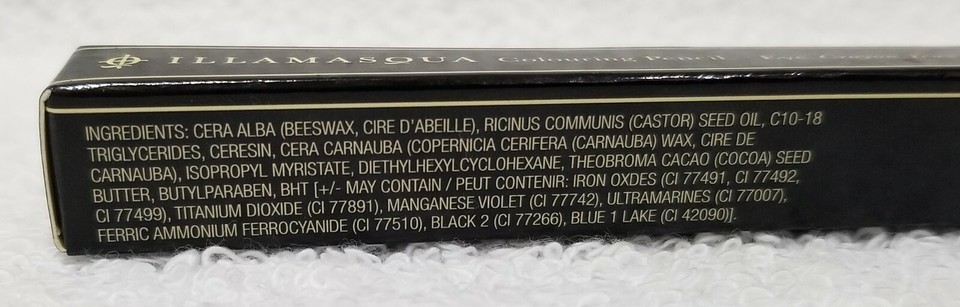 ILLAMASQUA Colouring Pencil
INGREDIENTS: CERA ALBA (BEESWAX, CIRE D'ABEILLE), RICINUS COMMUNIS (CASTOR) SEED OIL, C10-18
TRIGLYCERIDES, CERESIN, CERA CARNAUBA (COPERNICIA CERIFERA (CARNAUBA) WAX, CIRE DE
CARNAUBA), ISOPROPYL MYRISTATE, DIETHYLHEXYLCYCLOHEXANE, THEOBROMA CACAO (COCOA) SEED
BUTTER, BUTYLPARABEN, BHT [+/- MAY CONTAIN / PEUT CONTENIR: IRON OXDES (CI 77491, CI 77492,
CI 77499), TITANIUM DIOXIDE (CI 77891), MANGANESE VIOLET (CI 77742), ULTRAMARINES (CI 77007),
FERRIC AMMONIUM FERROCYANIDE (CI 77510), BLACK 2 (CI 77266), BLUE 1 LAKE (CI 42090)].